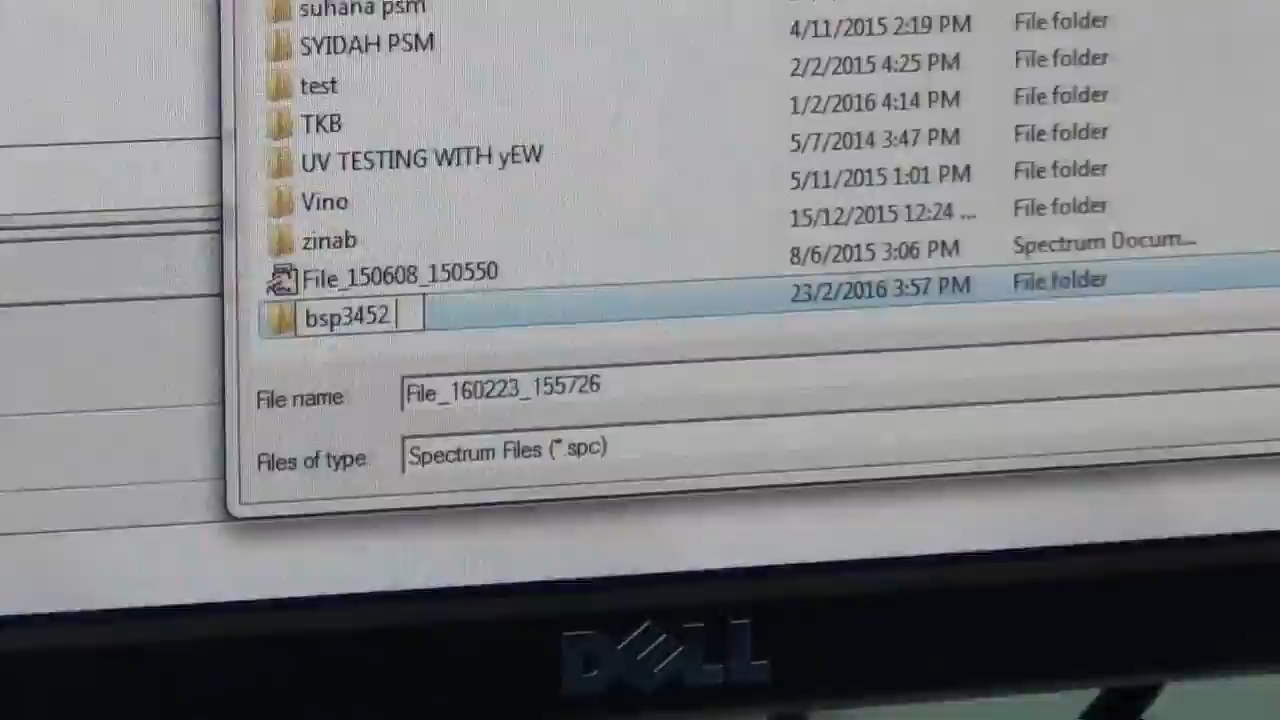 suhana psm
SYIDAH PSM 4/11/2015 2:19 PM File folder
test 2/2/2015 4:25 PM File folder
TKB 1/2/2016 4:14 PM File folder
UV TESTING WITH yEW 5/7/2014 3:47 PM File folder
Vino 5/11/2015 1:01 PM File folder
zinab 15/12/2015 12:24 ... File folder
File_150608_150550 8/6/2015 3:06 PM Spectrum Docum...
bsp3452 23/2/2016 3:57 PM File folder
File name File_160223_155726
Files of type Spectrum Files (*.spc)
DELL